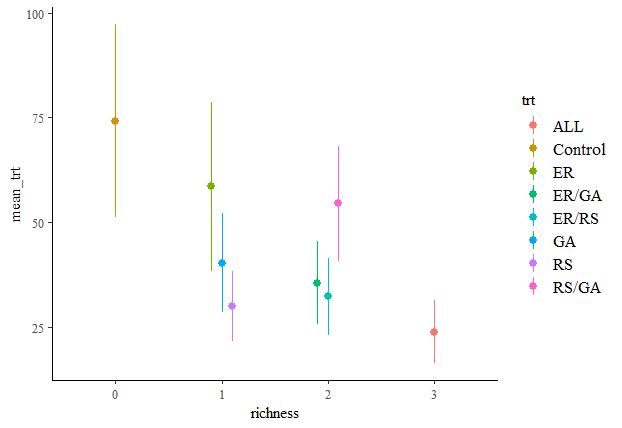 100
75
50
25
mean_trt
0 1 2 3
richness
trt
ALL
Control
ER
ER/GA
ER/RS
GA
RS
RS/GA